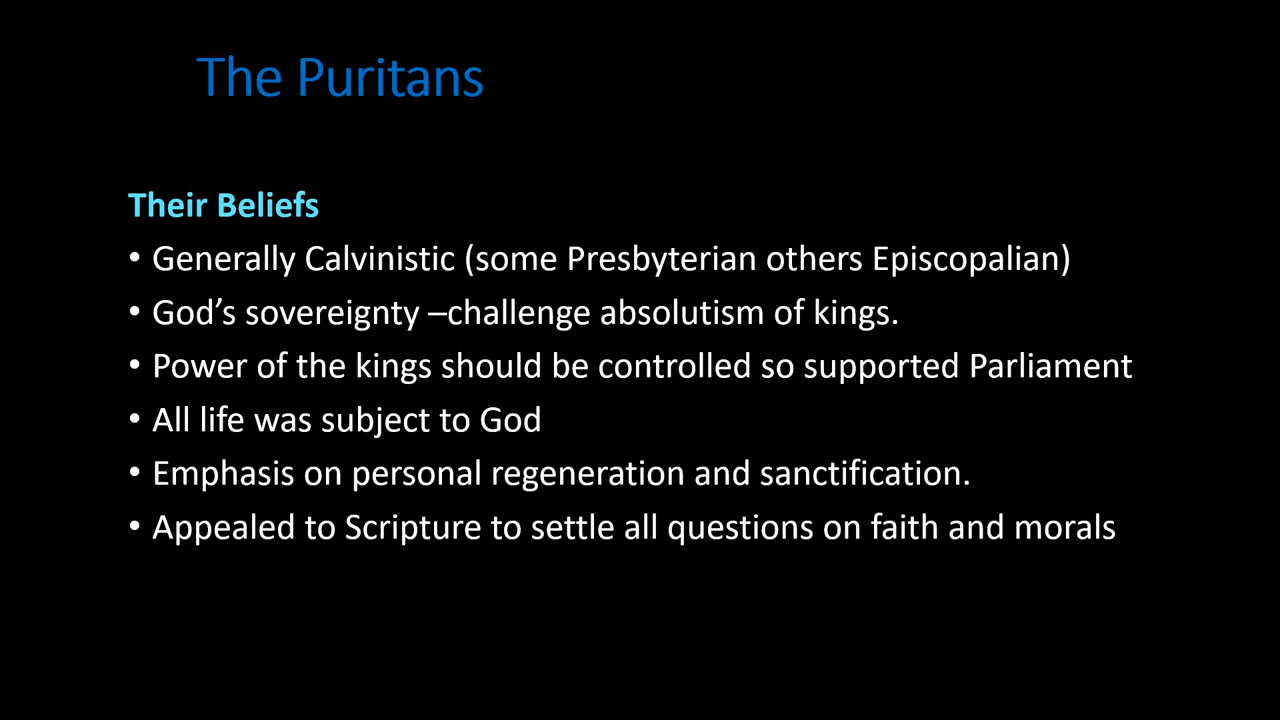 The Puritans
Their Beliefs
• Generally Calvinistic (some Presbyterian others Episcopalian)
• God’s sovereignty –challenge absolutism of kings.
• Power of the kings should be controlled so supported Parliament
• All life was subject to God
• Emphasis on personal regeneration and sanctification.
• Appealed to Scripture to settle all questions on faith and morals